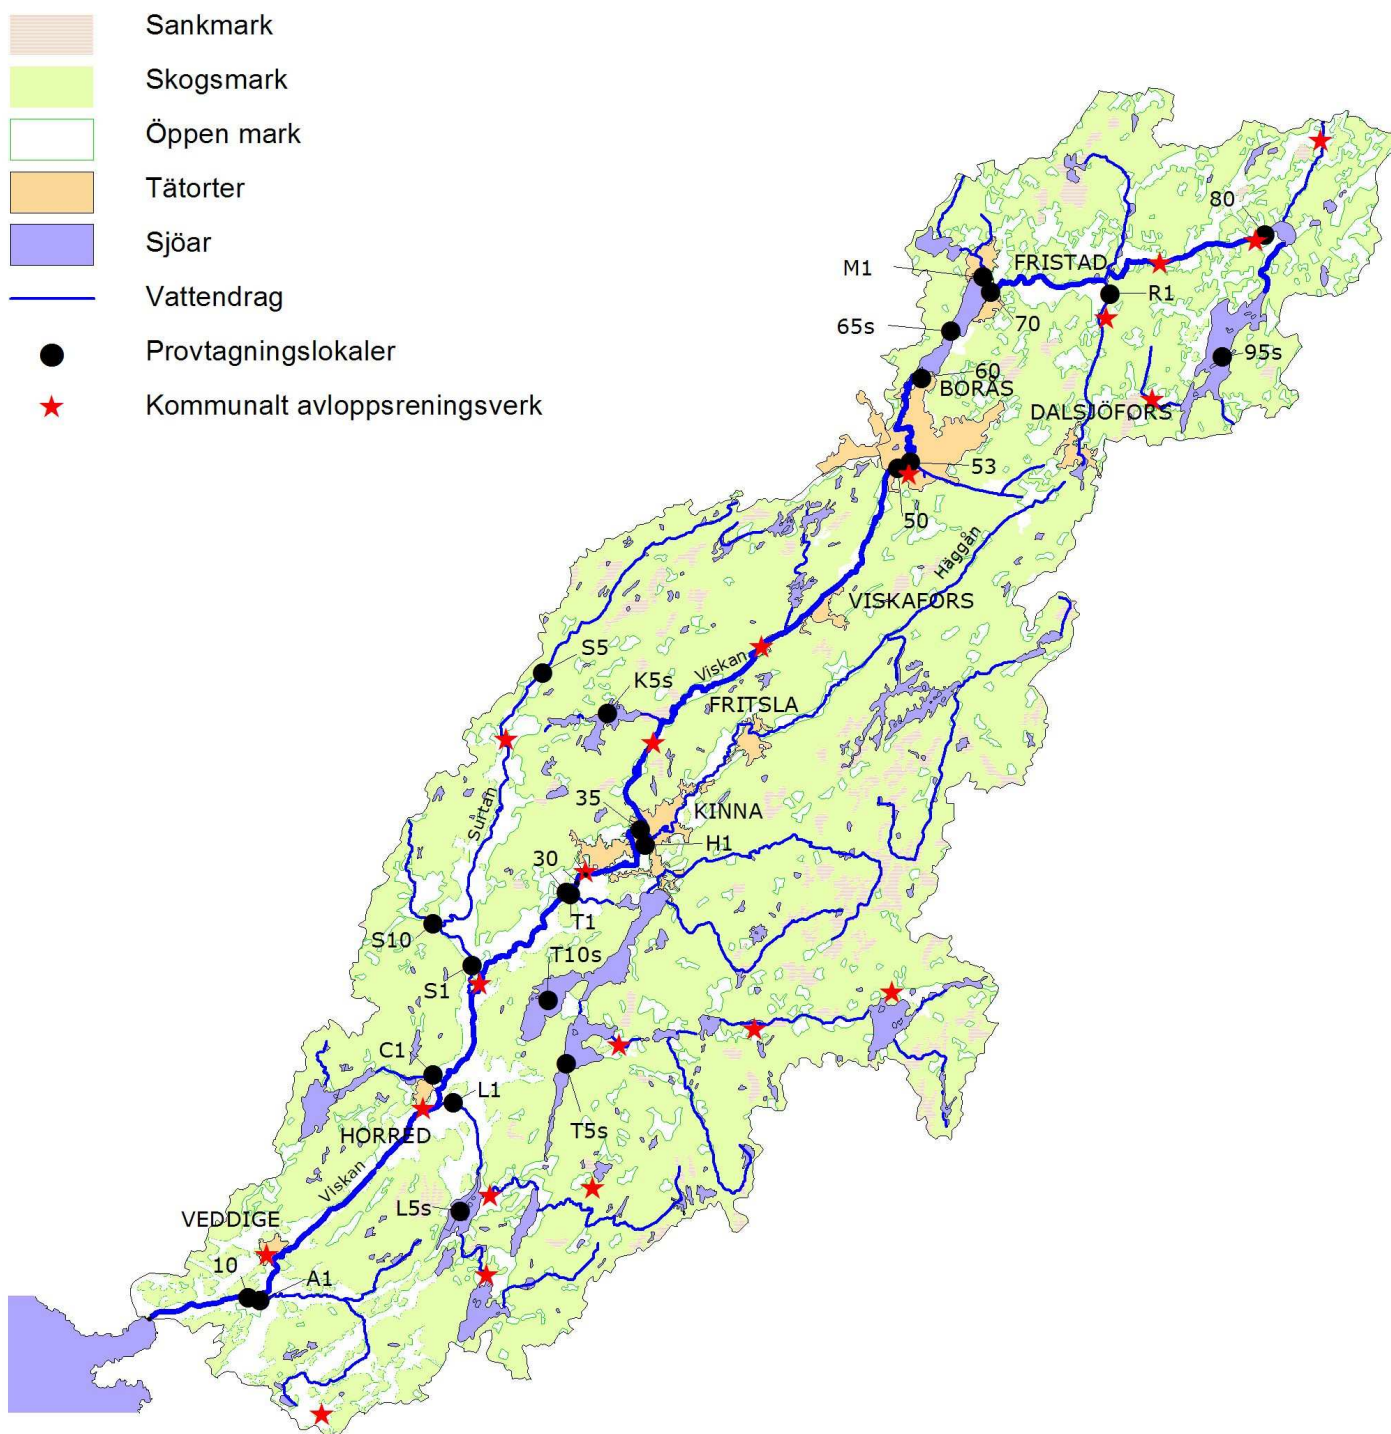 Sankmark
Skogsmark
Öppen mark
Tätorter
Sjöar
Vattendrag
Provtagningslokaler
Kommunalt avloppsreningsverk
80
M1
FRISTAD
R1
70
65s
95s
60
BORÅS
DALSJÖFORS
53
50
Häggån
VISKAFORS
S5
Viskan
K5s
FRITSLA
Surtan
35
KINNA
H1
30
T1
S10
T10s
S1
C1
L1
HORRED
T5s
Viskan
L5s
VEDDIGE
10
A1